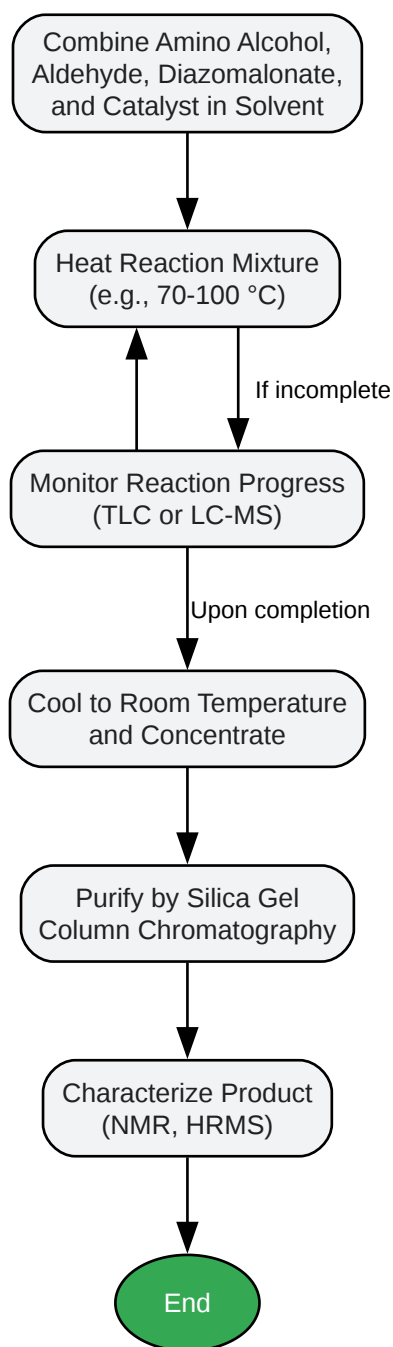 Combine Amino Alcohol,
Aldehyde, Diazomalonate,
and Catalyst in Solvent
Heat Reaction Mixture
(e.g., 70-100 °C)
If incomplete
Monitor Reaction Progress
(TLC or LC-MS)
Upon completion
Cool to Room Temperature
and Concentrate
Purify by Silica Gel
Column Chromatography
Characterize Product
(NMR, HRMS)
End